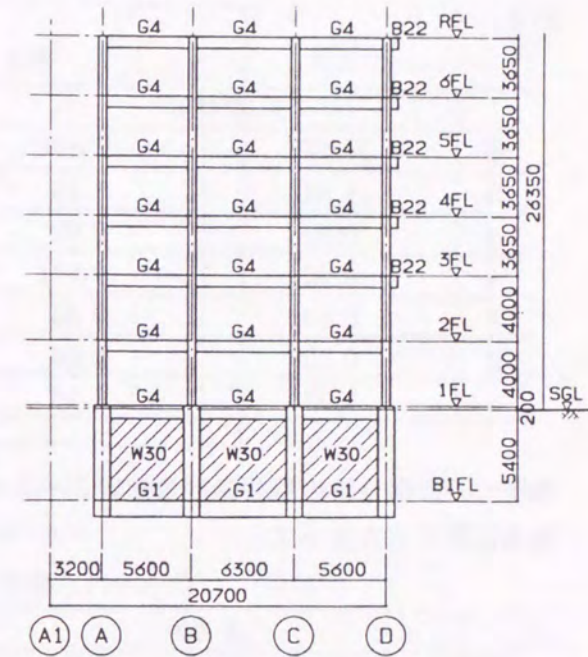 G4 G4 G4 B22 RFL
3650
G4 G4 G4 B22 6FL
3650
G4 G4 G4 B22 5FL
3650
26350
G4 G4 G4 B22 4FL
3650
G4 G4 G4 B22 3FL
4000
G4 G4 G4 2FL
4000
G4 G4 G4 1FL SGL
200
W30 W30 W30
5400
G1 G1 G1 B1FL
3200 5600 6300 5600
20700
A1 A B C D